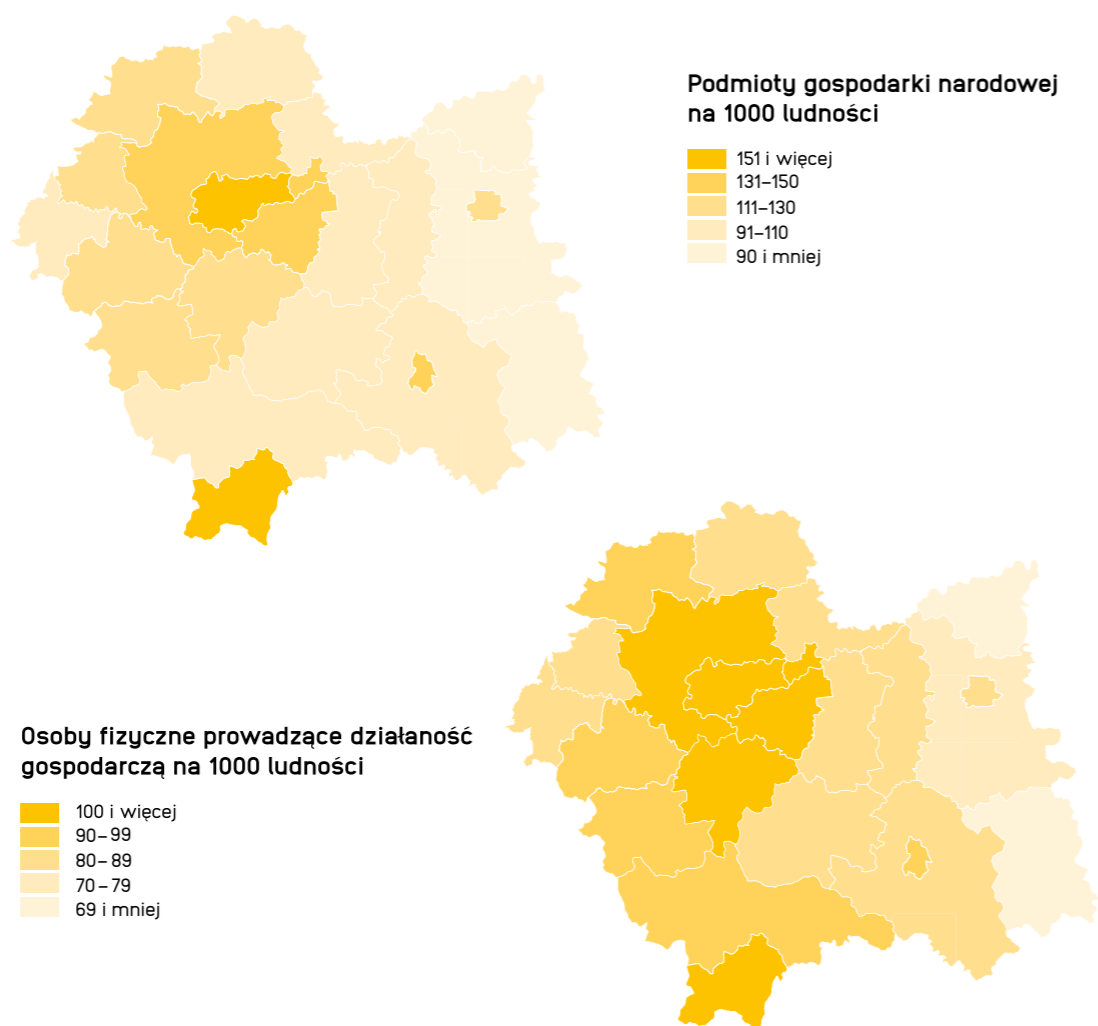 Podmioty gospodarki narodowej
na 1000 ludności
151 i więcej
131–150
111–130
91–110
90 i mniej
Osoby fizyczne prowadzące działaność
gospodarczą na 1000 ludności
100 i więcej
90–99
80–89
70–79
69 i mniej